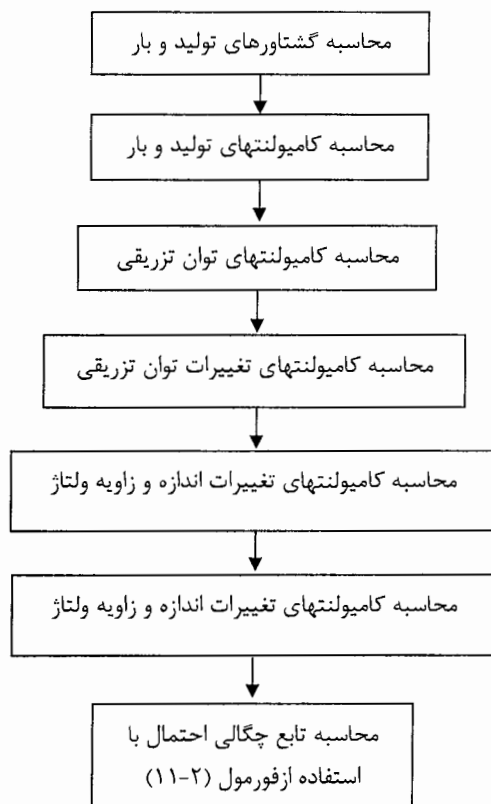 محاسبه گشتاورهای تولید و بار
محاسبه کامیولنتهای تولید و بار
محاسبه کامیولنتهای توان تزریقی
محاسبه کامیولنتهای تغییرات توان تزریقی
محاسبه کامیولنتهای تغییرات اندازه و زاویه ولتاژ
محاسبه کامیولنتهای تغییرات اندازه و زاویه ولتاژ
محاسبه تابع چگالی احتمال با
استفاده ازفورمول (۲-۱۱)